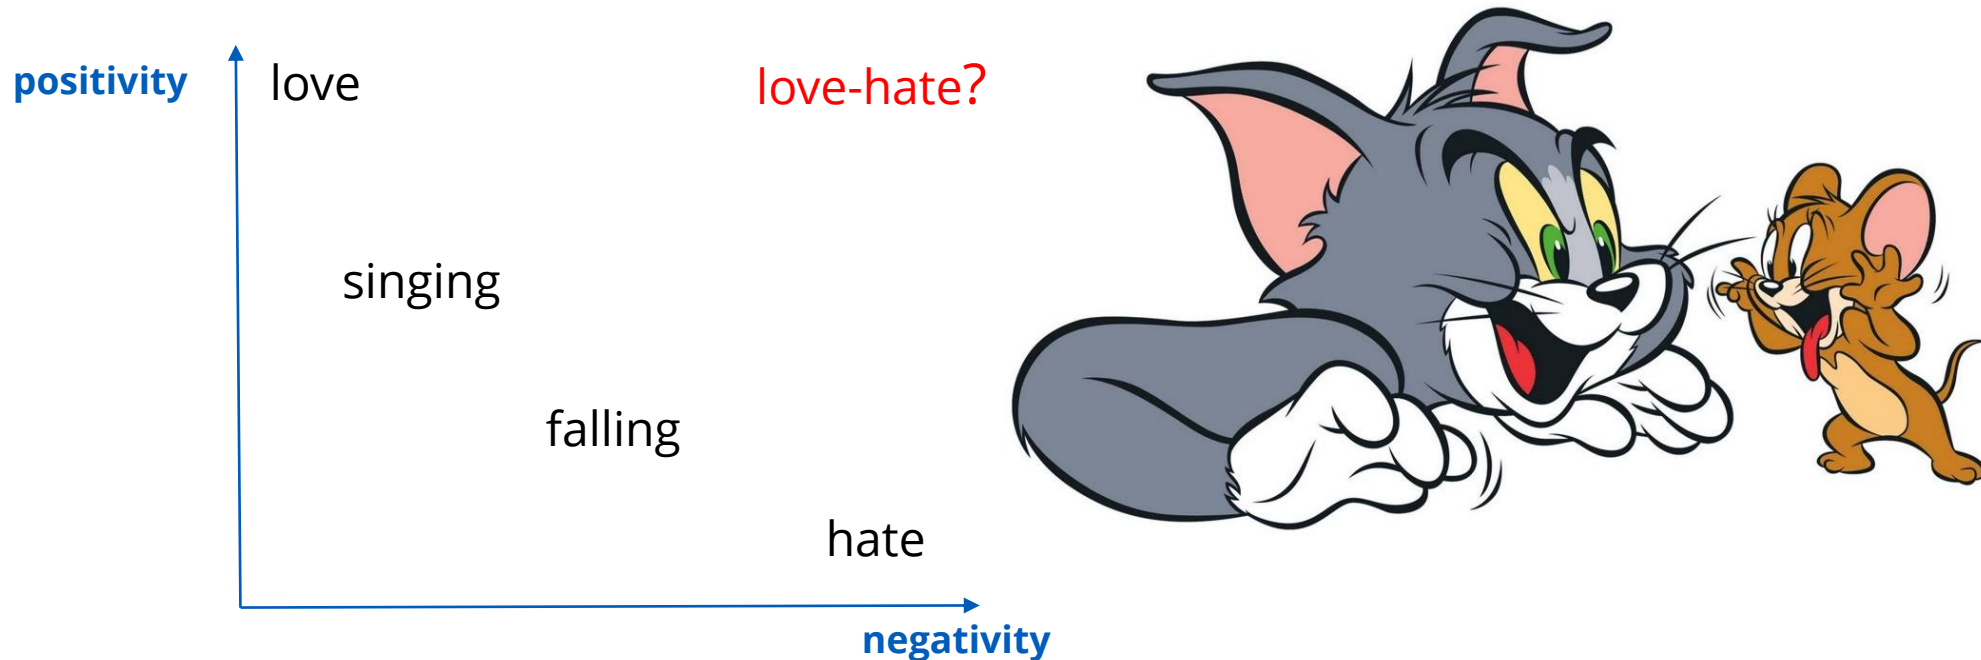 positivity
love
love-hate?
singing
falling
hate
negativity